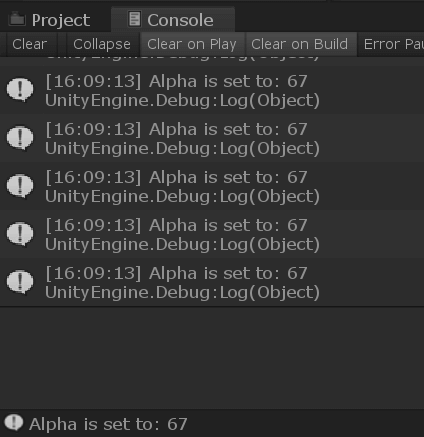 Project Console
Clear Collapse Clear on Play Clear on Build Error Pau
UnityEngine.Debug:Log(Object)
[16:09:13] Alpha is set to: 67
UnityEngine.Debug:Log(Object)
[16:09:13] Alpha is set to: 67
UnityEngine.Debug:Log(Object)
[16:09:13] Alpha is set to: 67
UnityEngine.Debug:Log(Object)
[16:09:13] Alpha is set to: 67
UnityEngine.Debug:Log(Object)
[16:09:13] Alpha is set to: 67
UnityEngine.Debug:Log(Object)
Alpha is set to: 67